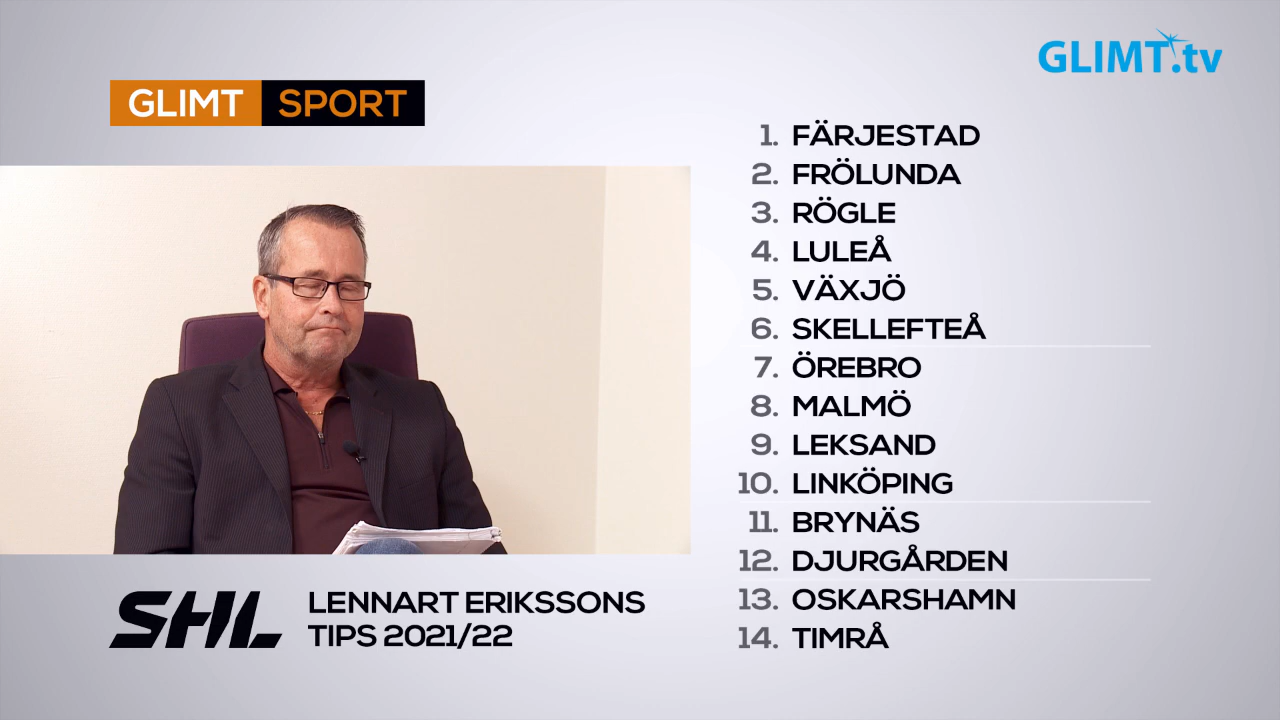 GLIMT.tv
GLIMT SPORT
1. FÄRJESTAD
2. FRÖLUNDA
3. RÖGLE
4. LULEÅ
5. VÄXJÖ
6. SKELLEFTEÅ
7. ÖREBRO
8. MALMÖ
9. LEKSAND
10. LINKÖPING
11. BRYNÄS
12. DJURGÅRDEN
13. OSKARSHAMN
14. TIMRÅ
SHL
LENNART ERIKSSONS
TIPS 2021/22